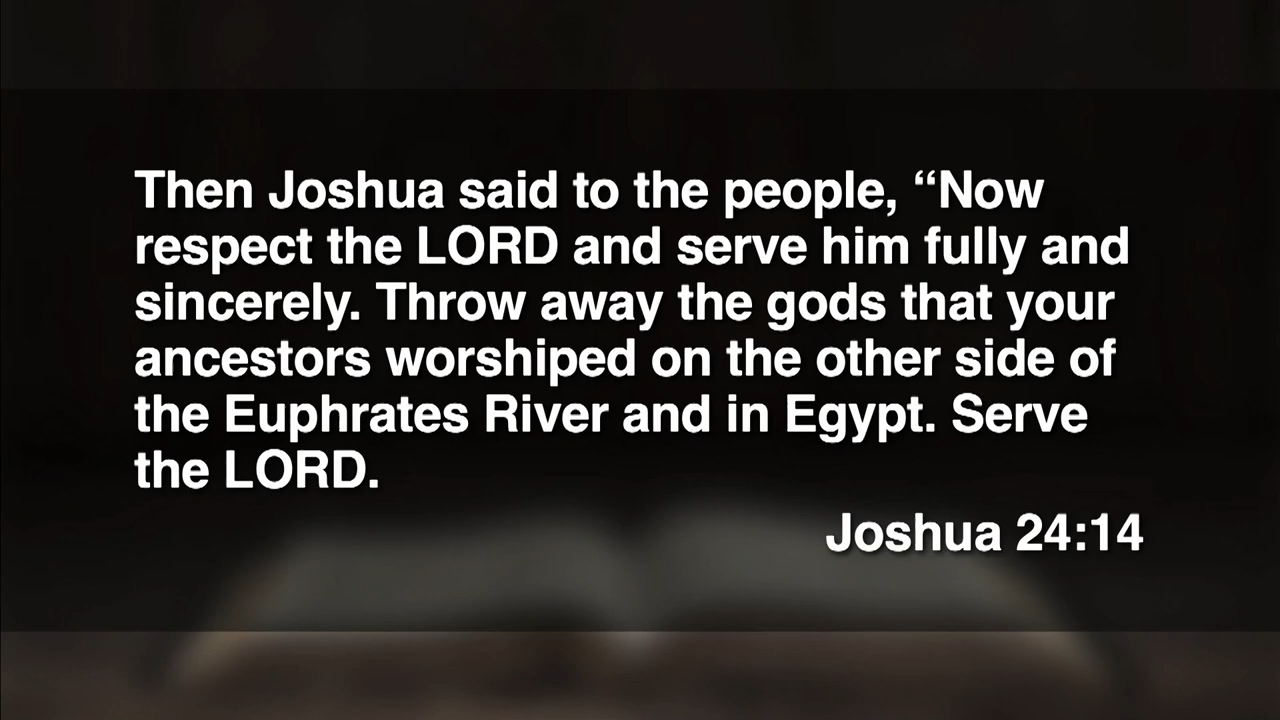 Then Joshua said to the people, “Now
respect the LORD and serve him fully and
sincerely. Throw away the gods that your
ancestors worshiped on the other side of
the Euphrates River and in Egypt. Serve
the LORD.
Joshua 24:14